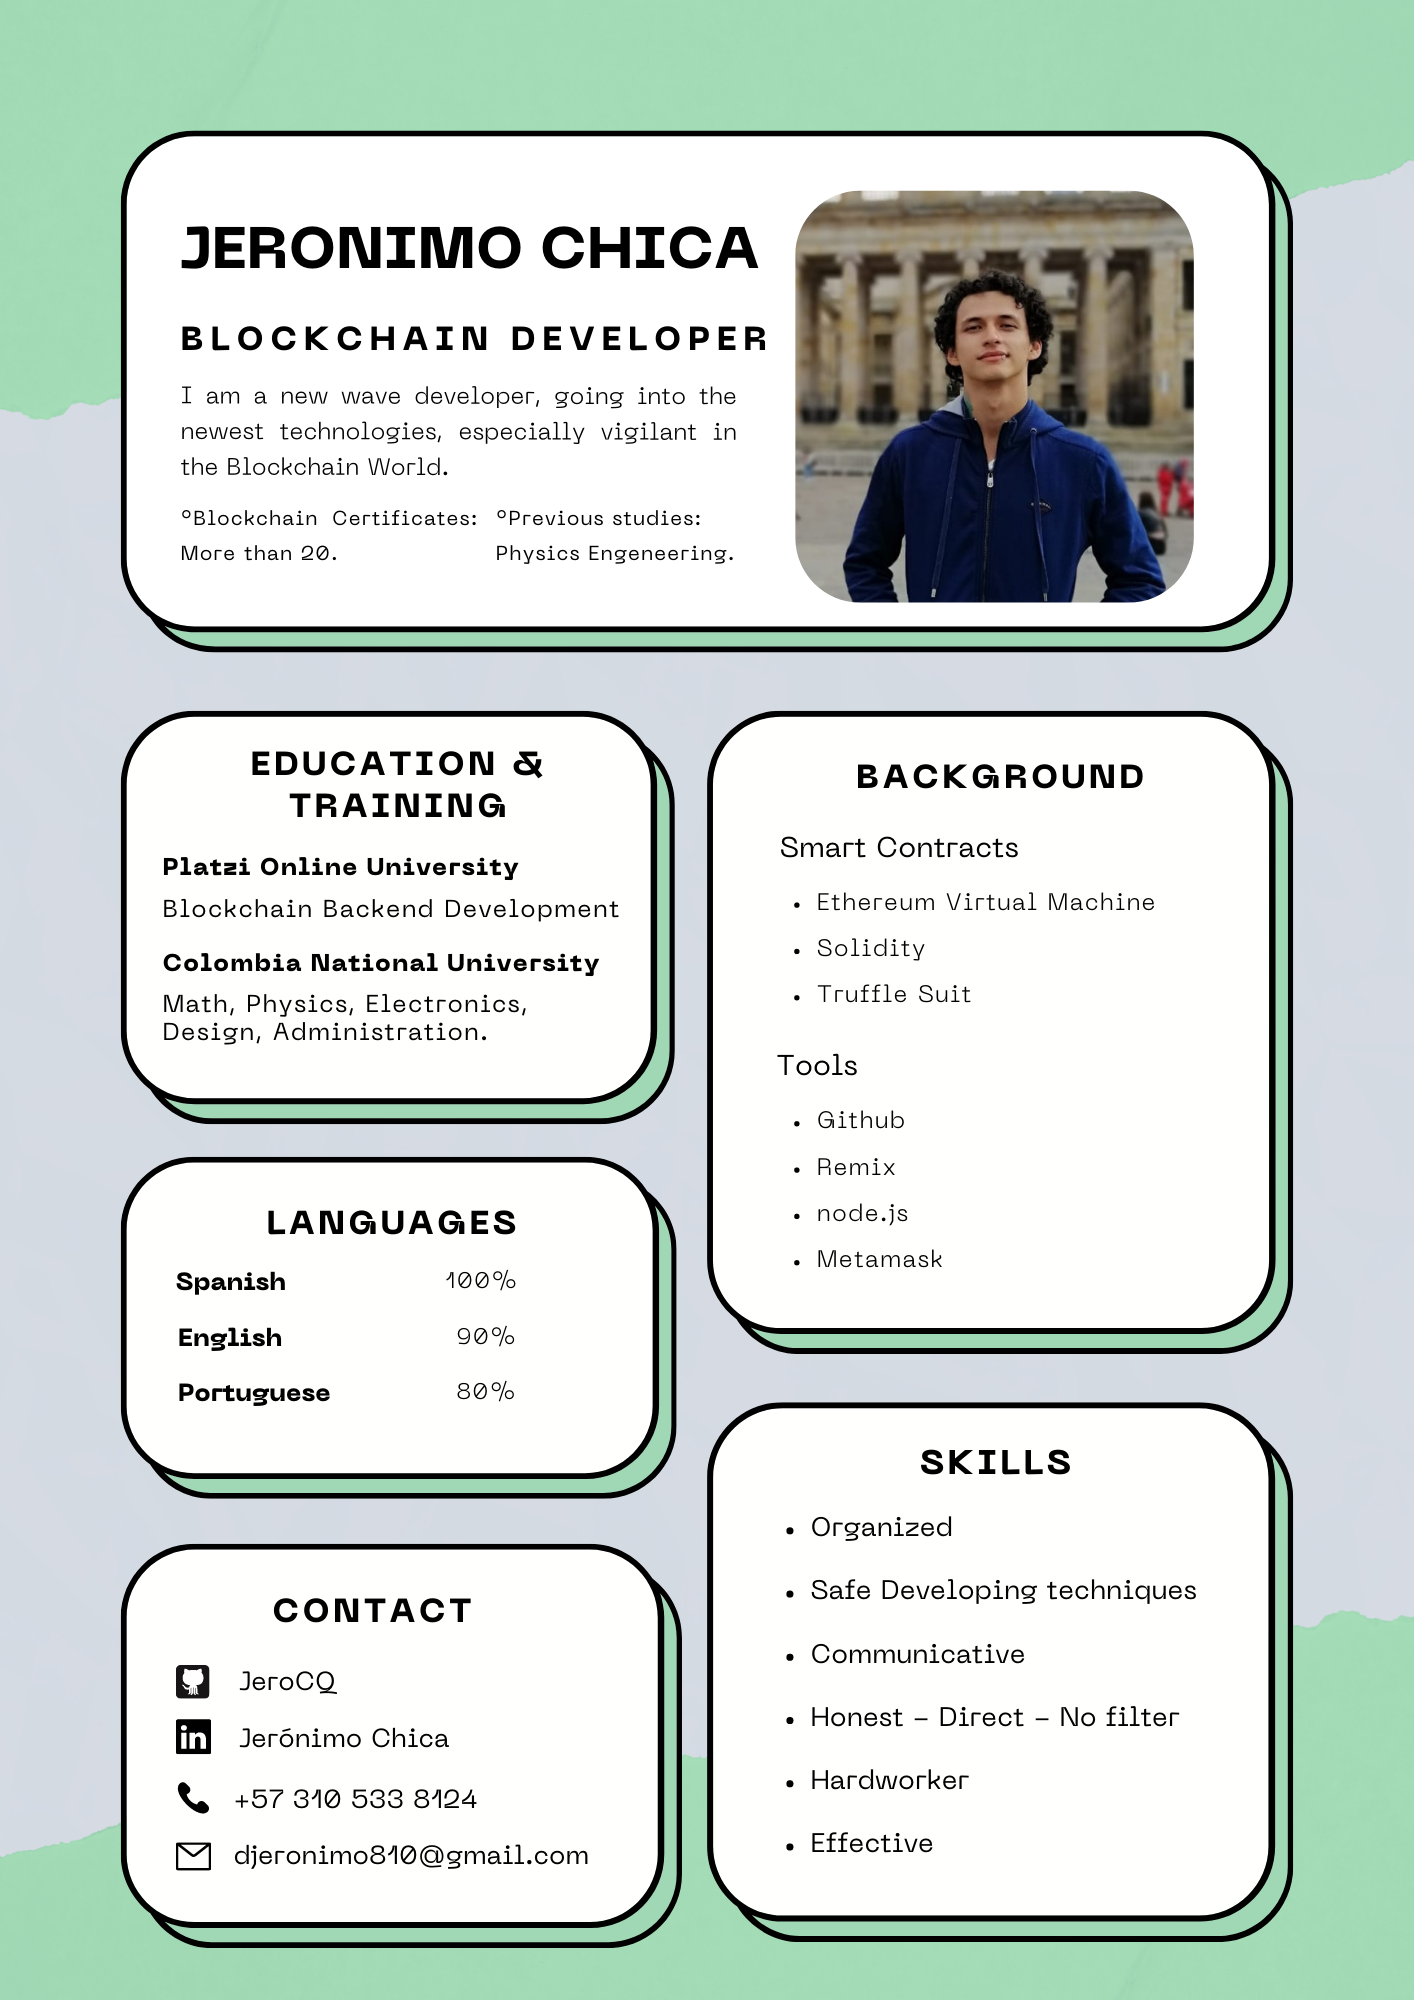 JERONIMO CHICA
BLOCKCHAIN DEVELOPER
I am a new wave developer, going into the
newest technologies, especially vigilant in
the Blockchain World.
°Blockchain Certificates:
More than 20.
°Previous studies:
Physics Engeneering.
EDUCATION &
TRAINING
Platzi Online University
Blockchain Backend Development
Colombia National University
Math, Physics, Electronics,
Design, Administration.
LANGUAGES
Spanish 100%
English 90%
Portuguese 80%
CONTACT
JeroCQ
in Jerónimo Chica
+57 310 533 8124
djeronimo810@gmail.com
BACKGROUND
Smart Contracts
• Ethereum Virtual Machine
• Solidity
• Truffle Suit
Tools
• Github
• Remix
• node.js
• Metamask
SKILLS
• Organized
• Safe Developing techniques
• Communicative
• Honest - Direct - No filter
• Hardworker
• Effective